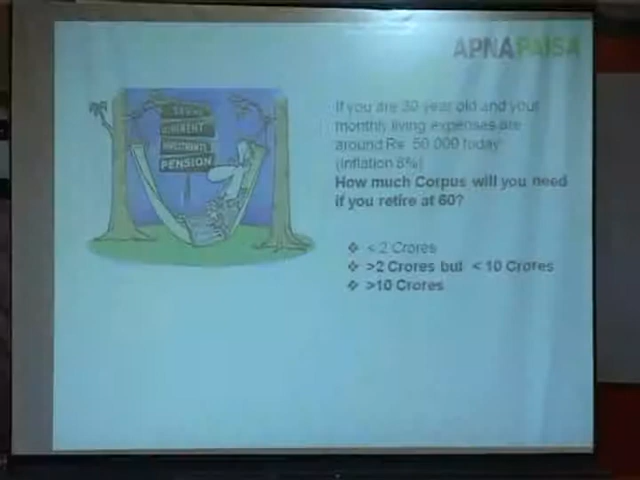 APNAPAISA
PENSION
If you are 30 year old and your
monthly living expenses are
around Rs. 50,000 today
(Inflation 8%)
How much Corpus will you need
if you retire at 60?
❖ < 2 Crores
❖ >2 Crores but < 10 Crores
❖ >10 Crores